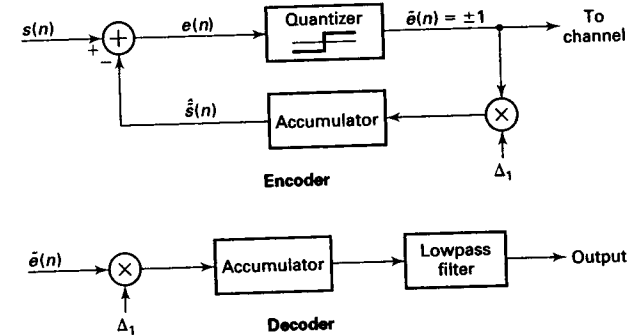 s(n)
+
−
+
e(n)
Quantizer
ẽ(n) = ±1
To
channel
ŝ̃(n)
Accumulator
×
Δ₁
Encoder
ẽ(n)
×
Δ₁
Accumulator
Lowpass
filter
Output
Decoder